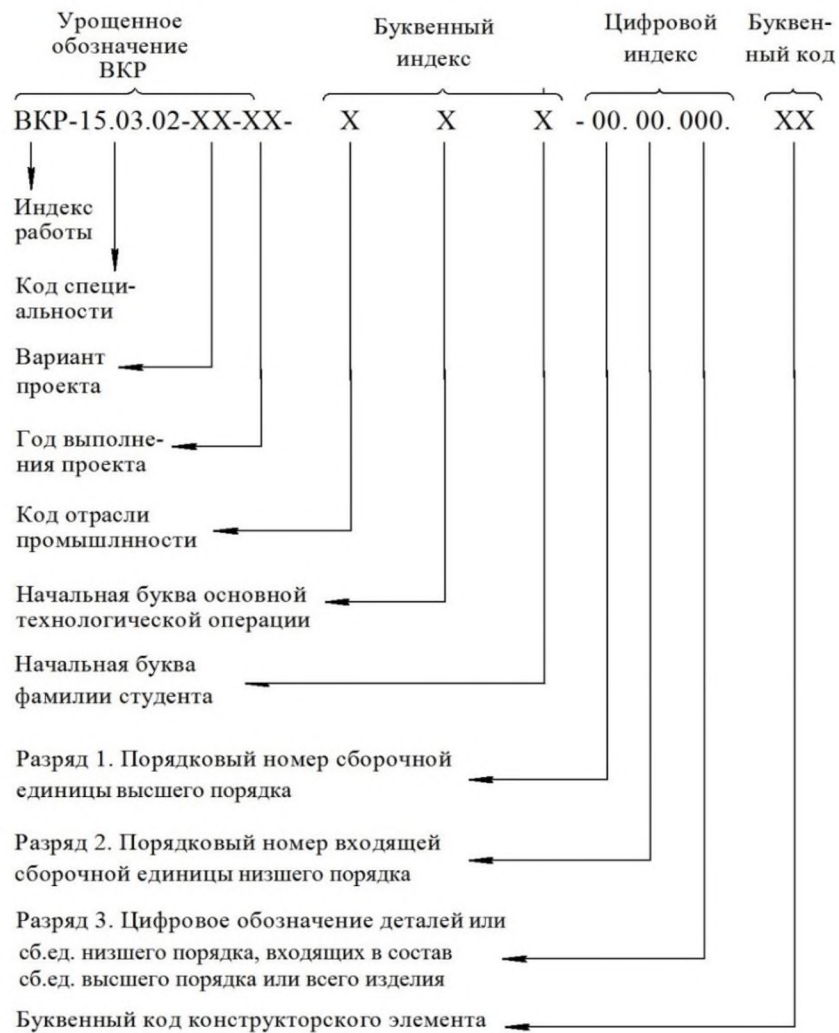 Урощенное
обозначение
ВКР
Буквенный
индекс
Цифровой
индекс
Буквен-
ный код
ВКР-15.03.02-XX-XX- X X X - 00. 00. 000. XX
Индекс
работы
Код специ-
альности
Вариант
проекта
Год выполне-
ния проекта
Код отрасли
промышлнности
Начальная буква основной
технологической операции
Начальная буква
фамилии студента
Разряд 1. Порядковый номер сборочной
единицы высшего порядка
Разряд 2. Порядковый номер входящей
сборочной единицы низшего порядка
Разряд 3. Цифровое обозначение деталей или
сб.ед. низшего порядка, входящих в состав
сб.ед. высшего порядка или всего изделия
Буквенный код конструкторского элемента